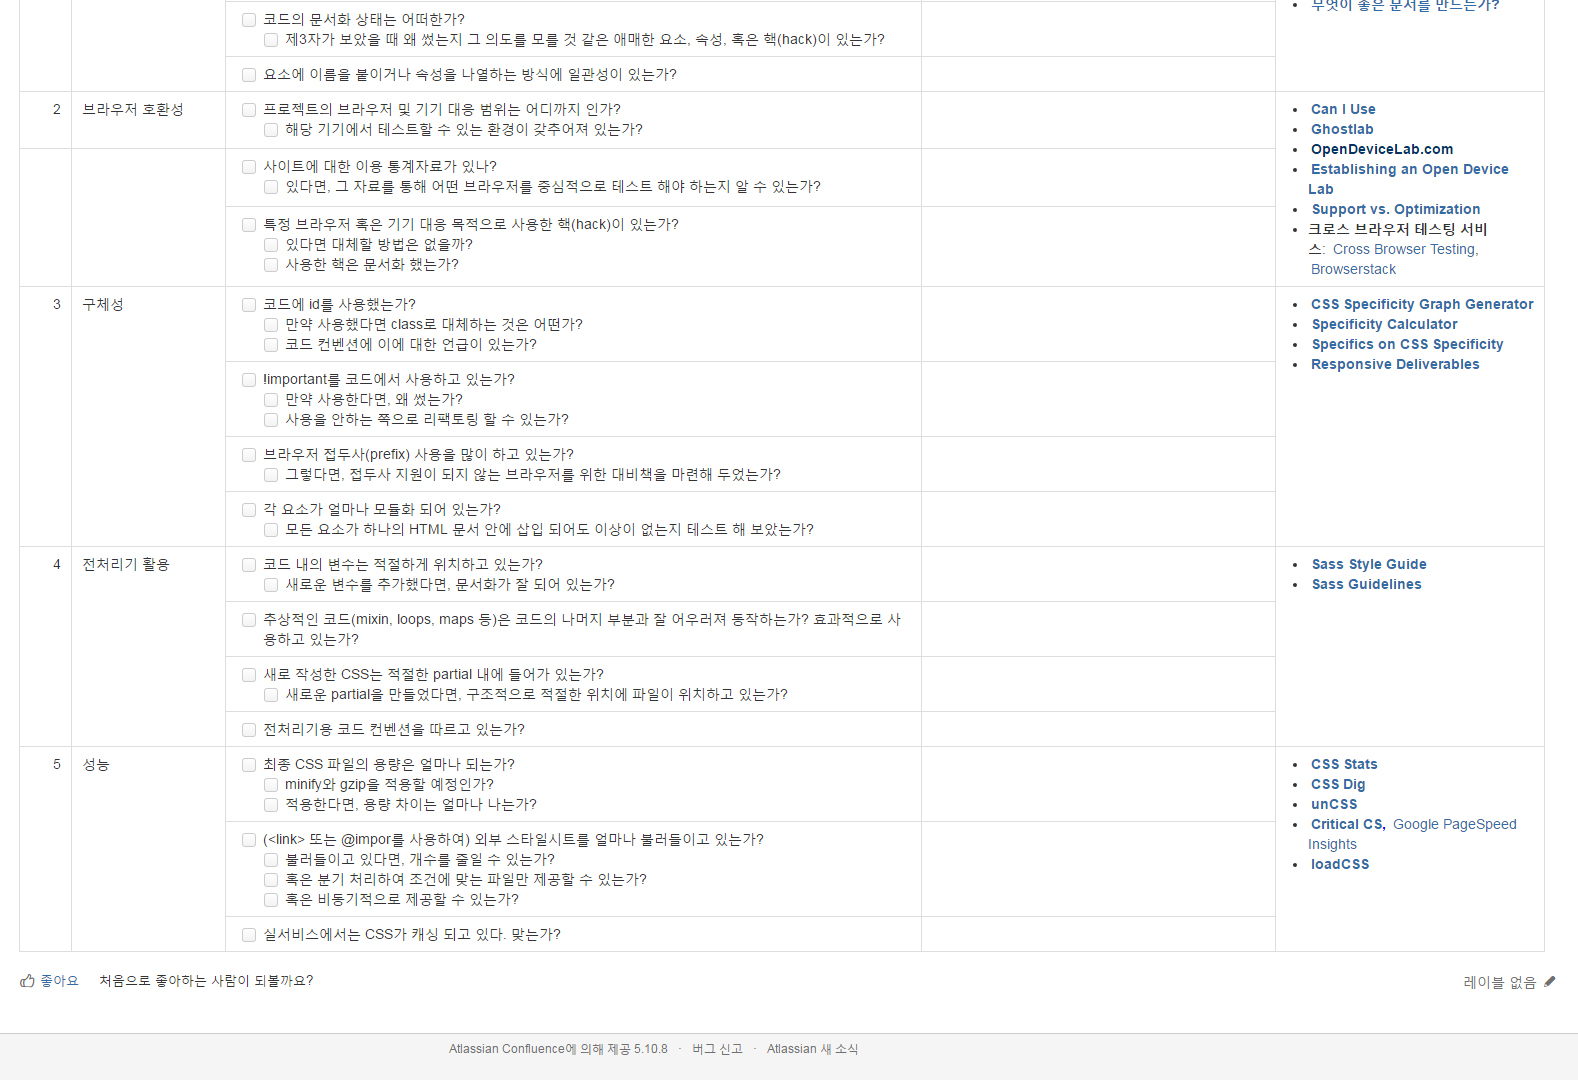 코드의 문서화 상태는 어떠한가?
제3자가 보았을 때 왜 썼는지 그 의도를 모를 것 같은 애매한 요소, 속성, 혹은 핵(hack)이 있는가?
요소에 이름을 붙이거나 속성을 나열하는 방식에 일관성이 있는가?
무엇이 좋은 문서를 만드는가?
2 브라우저 호환성
프로젝트의 브라우저 및 기기 대응 범위는 어디까지 인가?
해당 기기에서 테스트할 수 있는 환경이 갖추어져 있는가?
사이트에 대한 이용 통계자료가 있나?
있다면, 그 자료를 통해 어떤 브라우저를 중심적으로 테스트 해야 하는지 알 수 있는가?
특정 브라우저 혹은 기기 대응 목적으로 사용한 핵(hack)이 있는가?
있다면 대체할 방법은 없을까?
사용한 핵은 문서화 했는가?
Can I Use
Ghostlab
OpenDeviceLab.com
Establishing an Open Device
Lab
Support vs. Optimization
크로스 브라우저 테스팅 서비
스: Cross Browser Testing,
Browserstack
3 구체성
코드에 id를 사용했는가?
만약 사용했다면 class로 대체하는 것은 어떤가?
코드 컨벤션에 이에 대한 언급이 있는가?
!important를 코드에서 사용하고 있는가?
만약 사용한다면, 왜 썼는가?
사용을 안하는 쪽으로 리팩토링 할 수 있는가?
브라우저 접두사(prefix) 사용을 많이 하고 있는가?
그렇다면, 접두사 지원이 되지 않는 브라우저를 위한 대비책을 마련해 두었는가?
각 요소가 얼마나 모듈화 되어 있는가?
모든 요소가 하나의 HTML 문서 안에 삽입 되어도 이상이 없는지 테스트 해 보았는가?
CSS Specificity Graph Generator
Specificity Calculator
Specifics on CSS Specificity
Responsive Deliverables
4 전처리기 활용
코드 내의 변수는 적절하게 위치하고 있는가?
새로운 변수를 추가했다면, 문서화가 잘 되어 있는가?
추상적인 코드(mixin, loops, maps 등)은 코드의 나머지 부분과 잘 어우러져 동작하는가? 효과적으로 사
용하고 있는가?
새로 작성한 CSS는 적절한 partial 내에 들어가 있는가?
새로운 partial을 만들었다면, 구조적으로 적절한 위치에 파일이 위치하고 있는가?
전처리기용 코드 컨벤션을 따르고 있는가?
Sass Style Guide
Sass Guidelines
5 성능
최종 CSS 파일의 용량은 얼마나 되는가?
minify와 gzip을 적용할 예정인가?
적용한다면, 용량 차이는 얼마나 나는가?
(<link> 또는 @impor를 사용하여) 외부 스타일시트를 얼마나 불러들이고 있는가?
불러들이고 있다면, 개수를 줄일 수 있는가?
혹은 분기 처리하여 조건에 맞는 파일만 제공할 수 있는가?
혹은 비동기적으로 제공할 수 있는가?
실서비스에서는 CSS가 캐싱 되고 있다. 맞는가?
CSS Stats
CSS Dig
unCSS
Critical CS, Google PageSpeed
Insights
loadCSS
좋아요 처음으로 좋아하는 사람이 되볼까요?
레이블 없음
Atlassian Confluence에 의해 제공 5.10.8 · 버그 신고 · Atlassian 새 소식